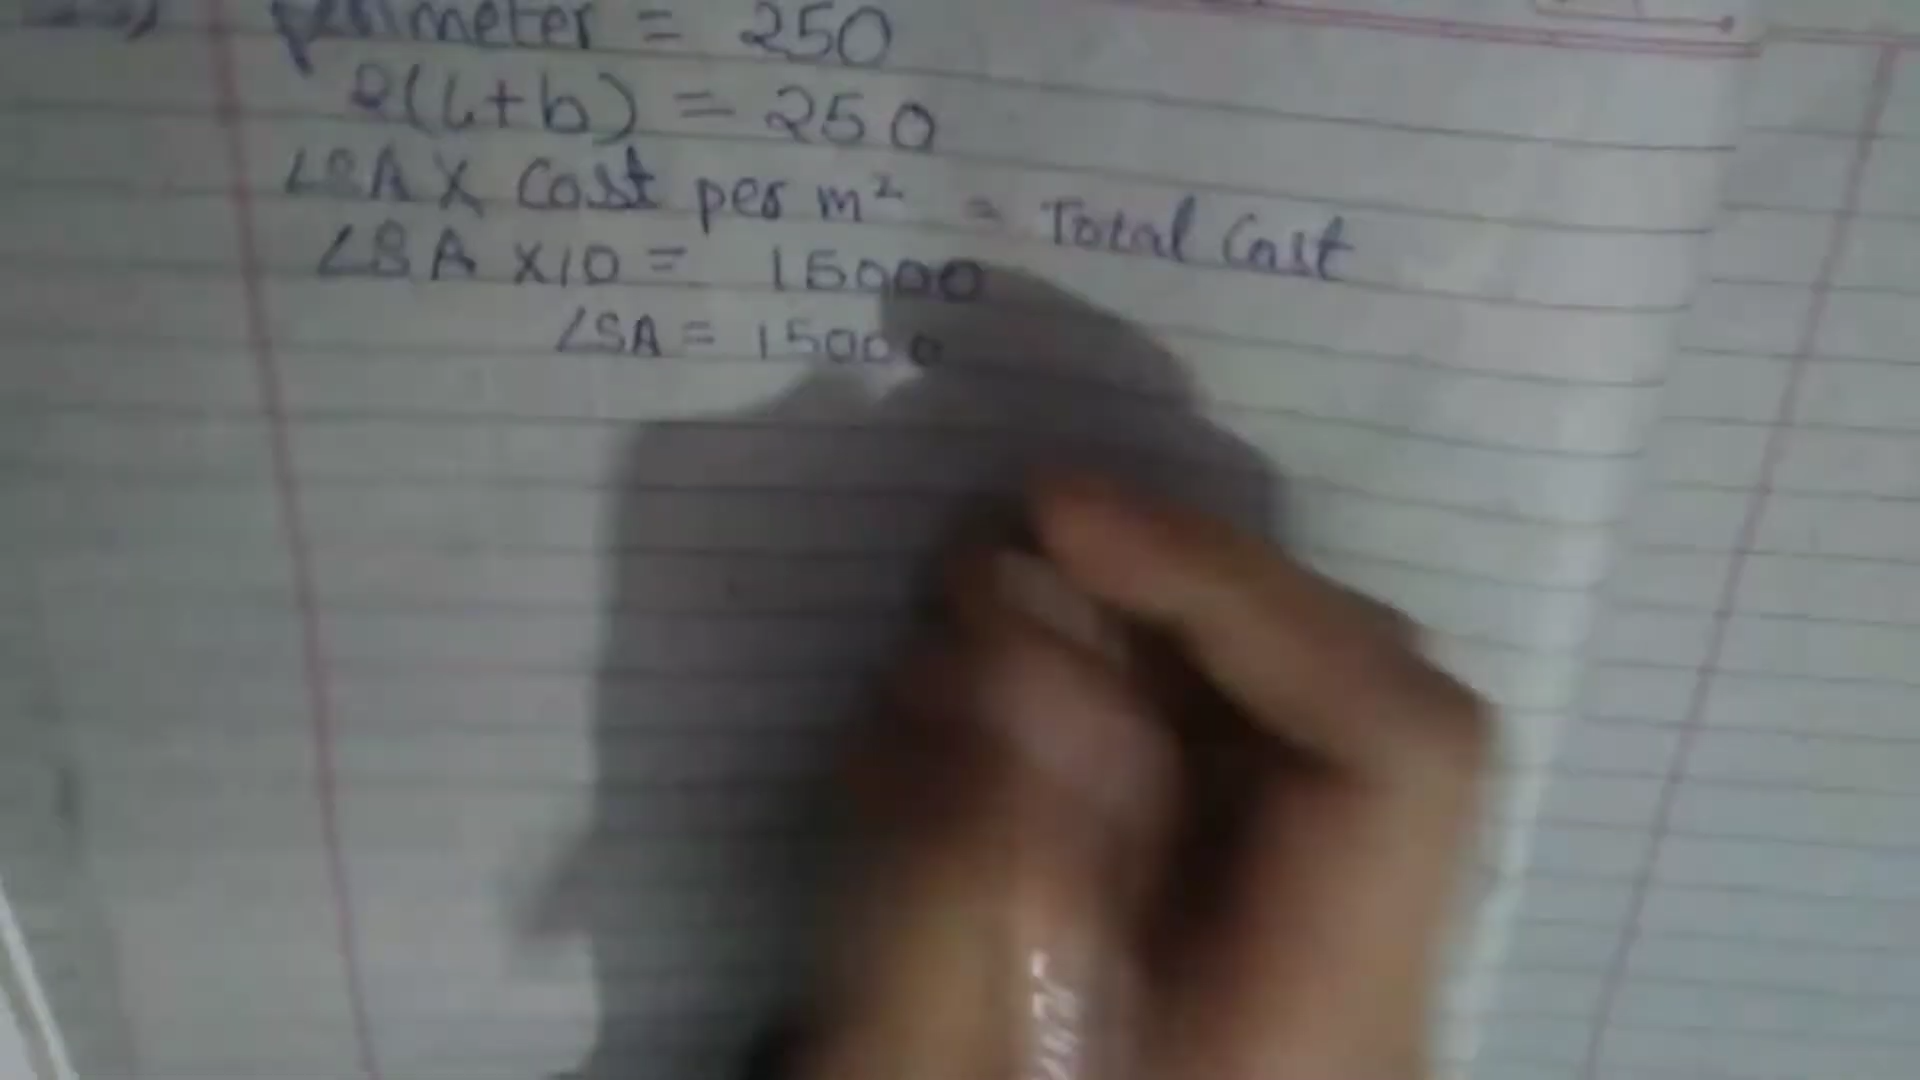 perimeter = 250
2(l+b) = 250
LSA X Cost per m² = Total Cost
LSA X10 = 15000
LSA = 15000